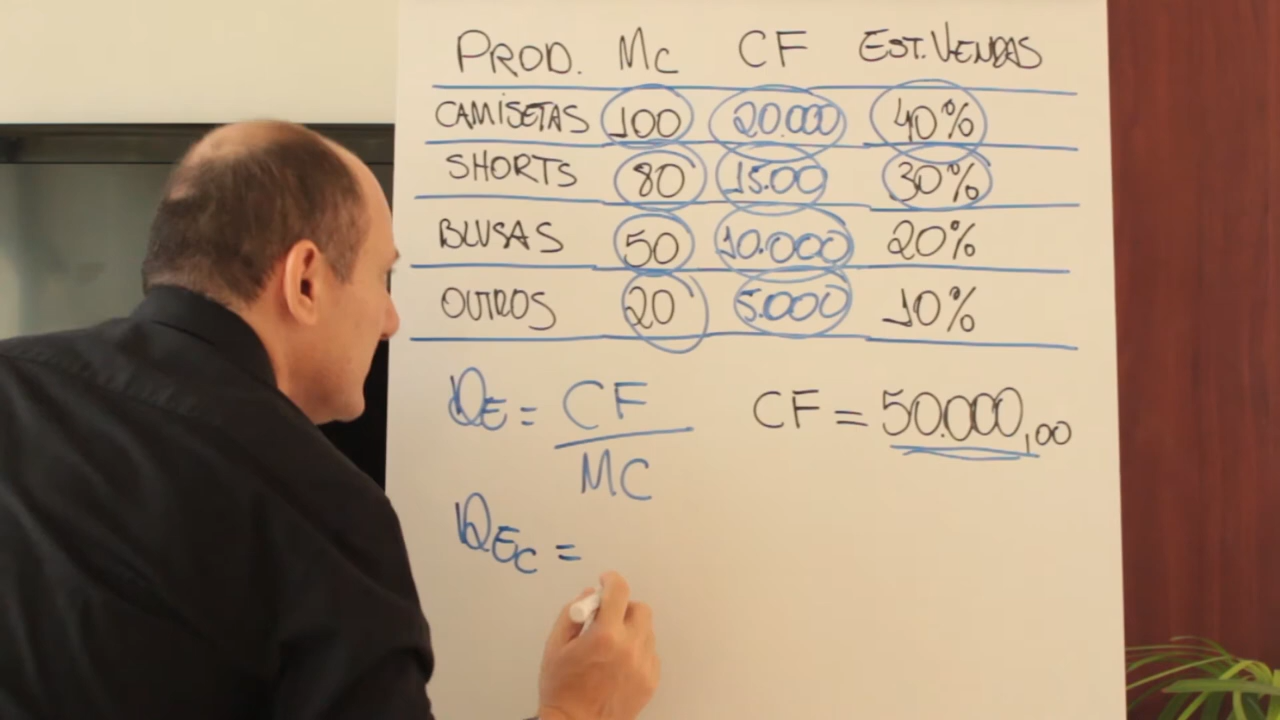 PROD. Mc CF EST. VENDAS
CAMISETAS 100 20.000 40%
SHORTS 80 15.00 30%
BLUSAS 50 10.000 20%
OUTROS 20 5.000 10%
QE = CF / MC CF = 50.000,00
QEC =